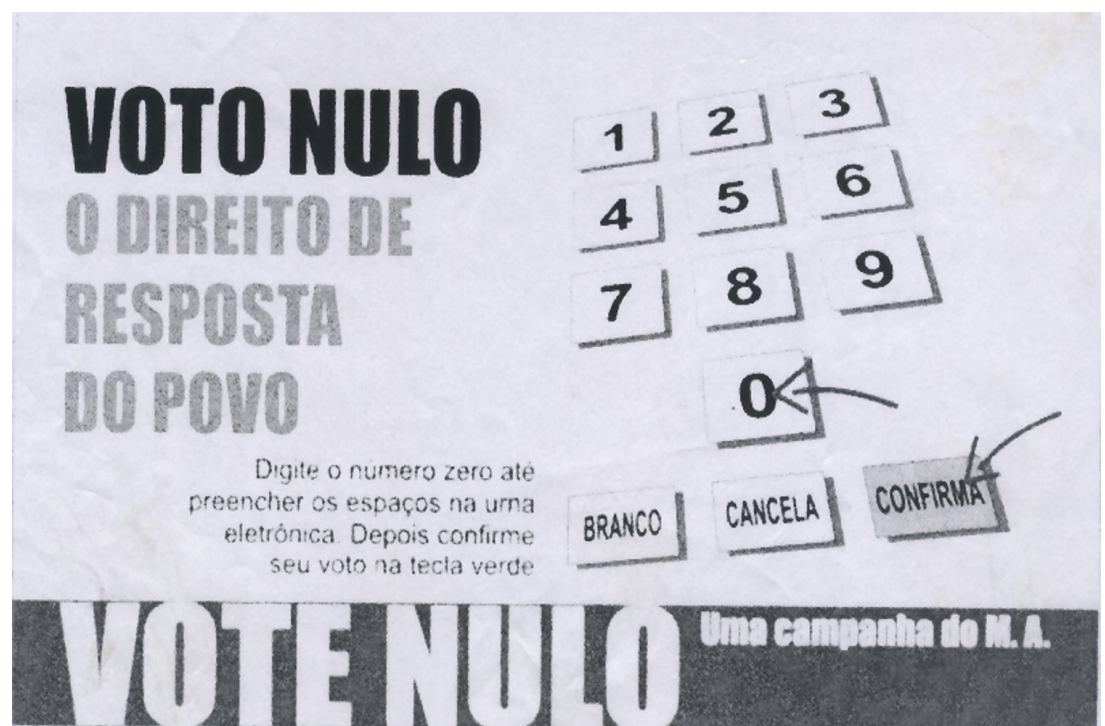 VOTO NULO
O DIREITO DE
RESPOSTA
DO POVO
Digite o número zero até
preencher os espaços na urna
eletrônica. Depois confirme
seu voto na tecla verde
1 2 3
4 5 6
7 8 9
0
BRANCO CANCELA CONFIRMA
VOTE NULO
Uma campanha do M. A.